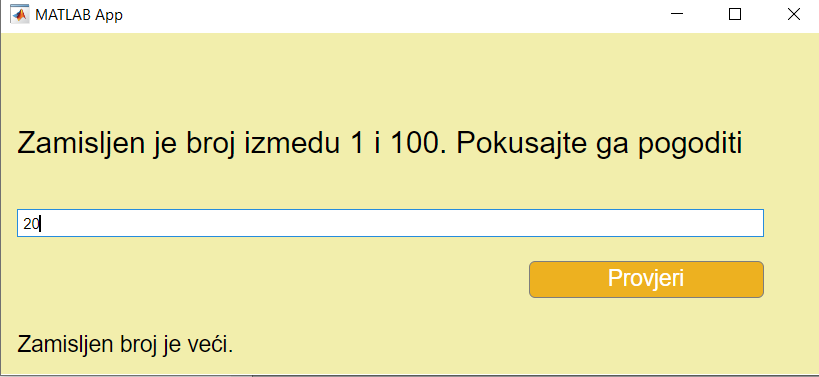 MATLAB App
Zamisljen je broj izmedu 1 i 100. Pokusajte ga pogoditi
20
Provjeri
Zamisljen broj je veći.